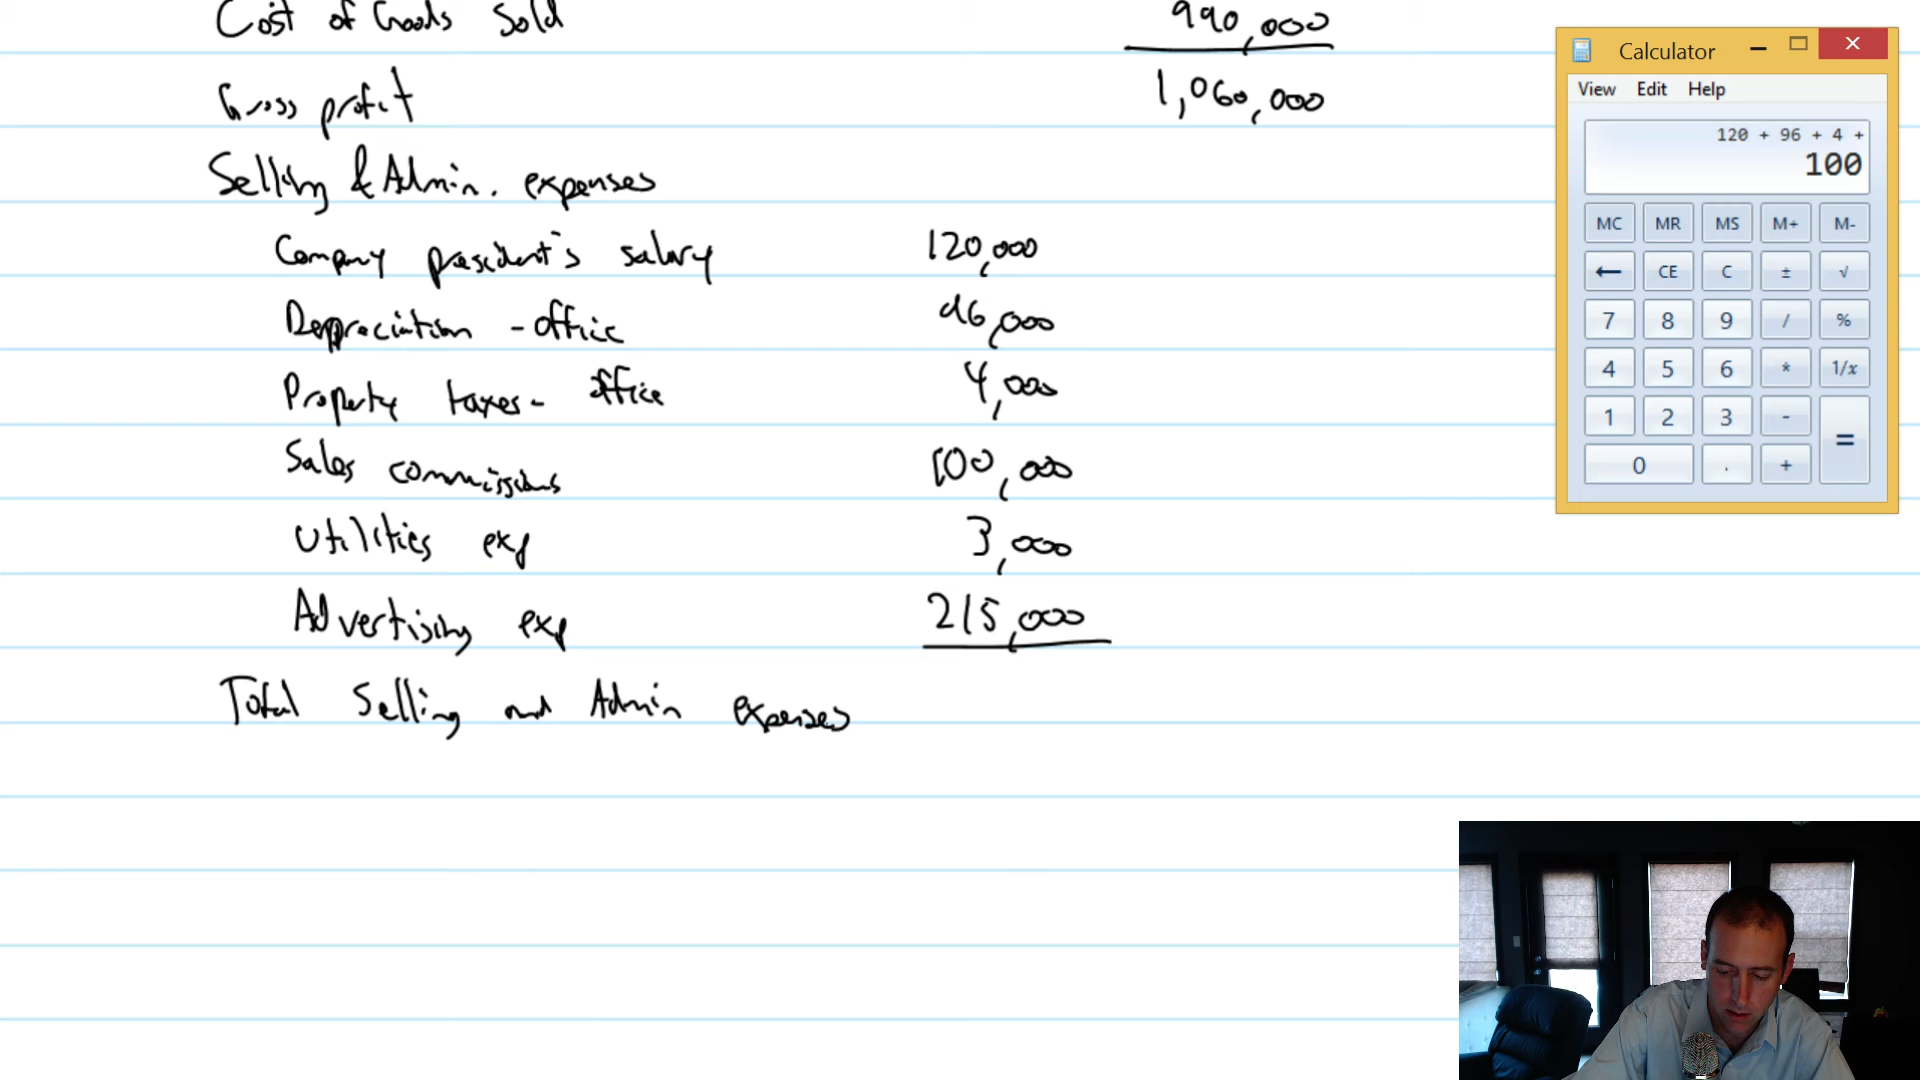 Cost of Goods Sold 990,000
Gross profit 1,060,000
Selling & Admin. expenses
Company president's salary 120,000
Depreciation - office 96,000
Property taxes - office 4,000
Sales commissions 100,000
Utilities exp 3,000
Advertising exp 215,000
Total Selling and Admin expenses
Calculator
View Edit Help
120 + 96 + 4 +
100
MC MR MS M+ M-
← CE C ± √
7 8 9 / %
4 5 6 * 1/x
1 2 3 - =
0 . +